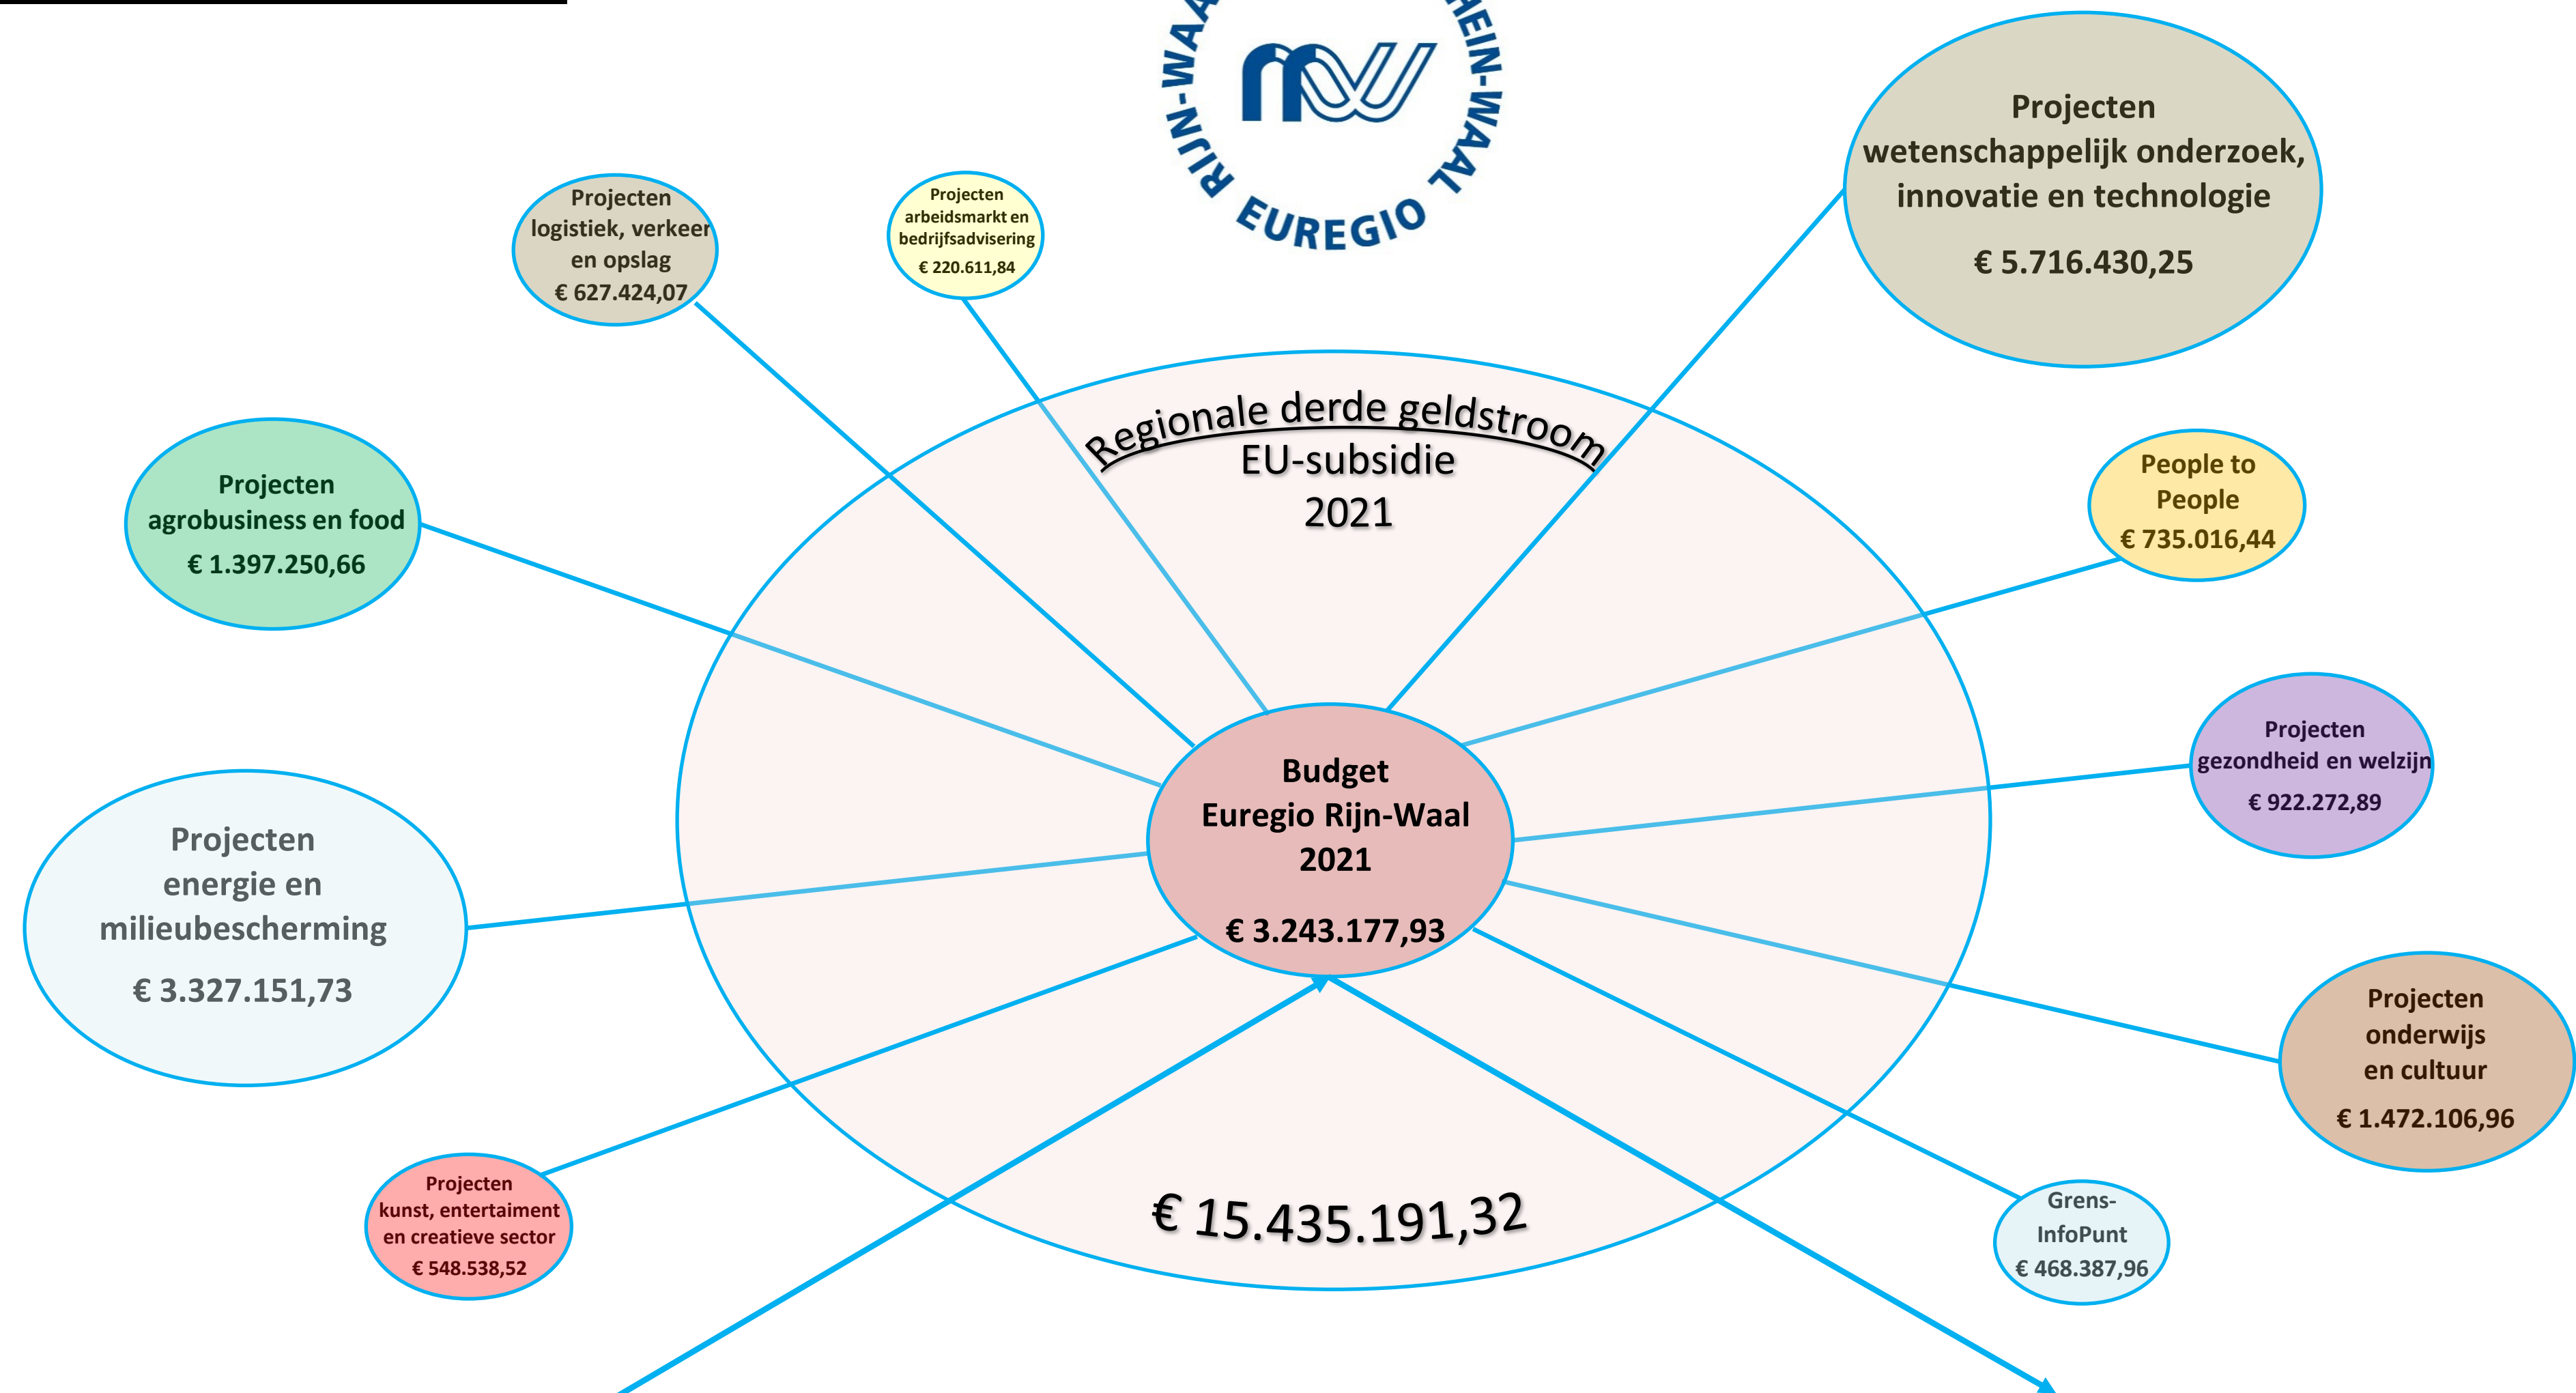 RIJN-WAA
EUREGIO
HEIN-WAAL
Projecten
wetenschappelijk onderzoek,
innovatie en technologie
€ 5.716.430,25
Projecten
logistiek, verkeer
en opslag
€ 627.424,07
Projecten
arbeidsmarkt en
bedrijfsadvisering
€ 220.611,84
Regionale derde geldstroom
EU-subsidie
2021
Projecten
agrobusiness en food
€ 1.397.250,66
People to
People
€ 735.016,44
Projecten
gezondheid en welzijn
€ 922.272,89
Budget
Euregio Rijn-Waal
2021
€ 3.243.177,93
Projecten
energie en
milieubescherming
€ 3.327.151,73
Projecten
onderwijs
en cultuur
€ 1.472.106,96
Projecten
kunst, entertaiment
en creatieve sector
€ 548.538,52
€ 15.435.191,32
Grens-
InfoPunt
€ 468.387,96